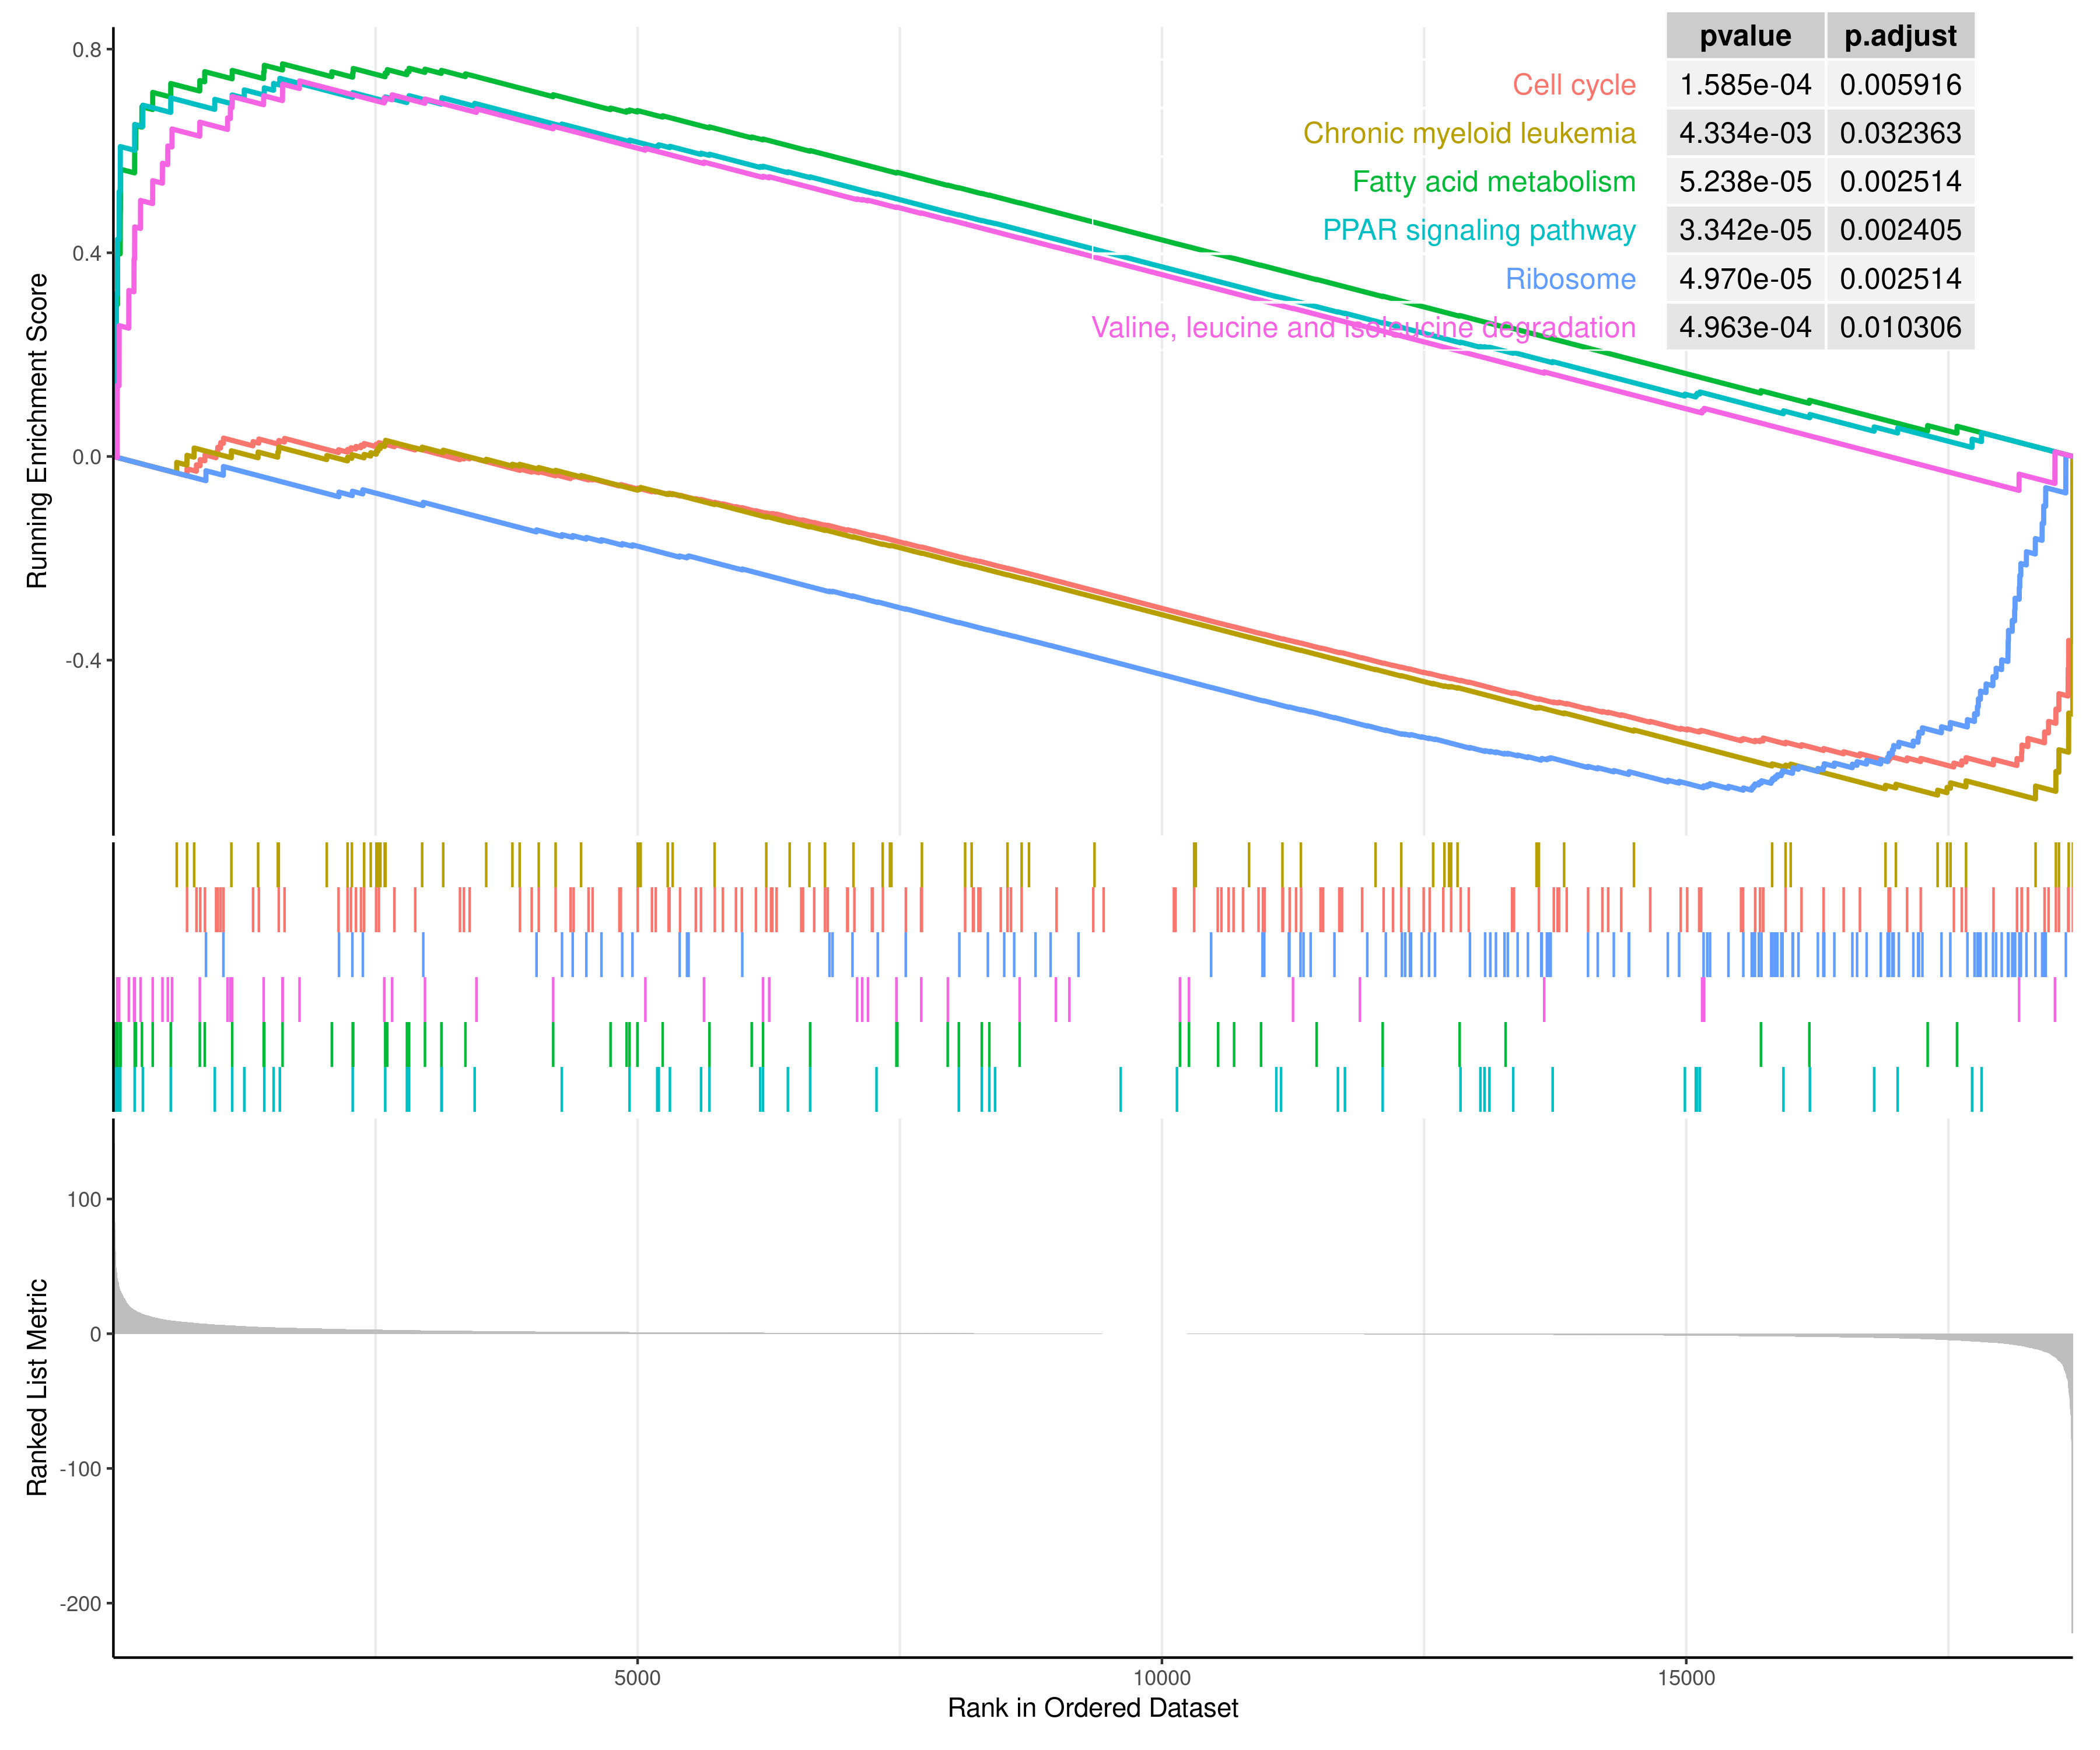 pvalue p.adjust
Cell cycle 1.585e-04 0.005916
Chronic myeloid leukemia 4.334e-03 0.032363
Fatty acid metabolism 5.238e-05 0.002514
PPAR signaling pathway 3.342e-05 0.002405
Ribosome 4.970e-05 0.002514
Valine, leucine and isoleucine degradation 4.963e-04 0.010306
Running Enrichment Score
0.8
0.4
0.0
-0.4
Ranked List Metric
100
0
-100
-200
5000 10000 15000
Rank in Ordered Dataset